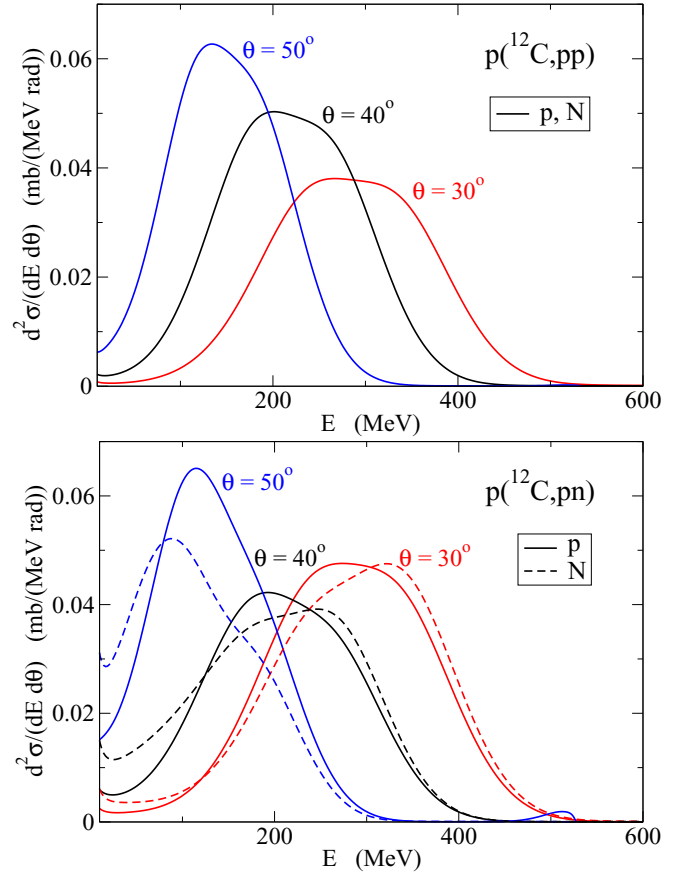 p(¹²C,pp)
θ = 50°
θ = 40°
θ = 30°
p, N
d²σ/(dE dθ) (mb/(MeV rad))
0.06
0.04
0.02
0
200
400
600
E (MeV)
p(¹²C,pn)
θ = 50°
θ = 40°
θ = 30°
p
N
d²σ/(dE dθ) (mb/(MeV rad))
0.06
0.04
0.02
0
200
400
600
E (MeV)